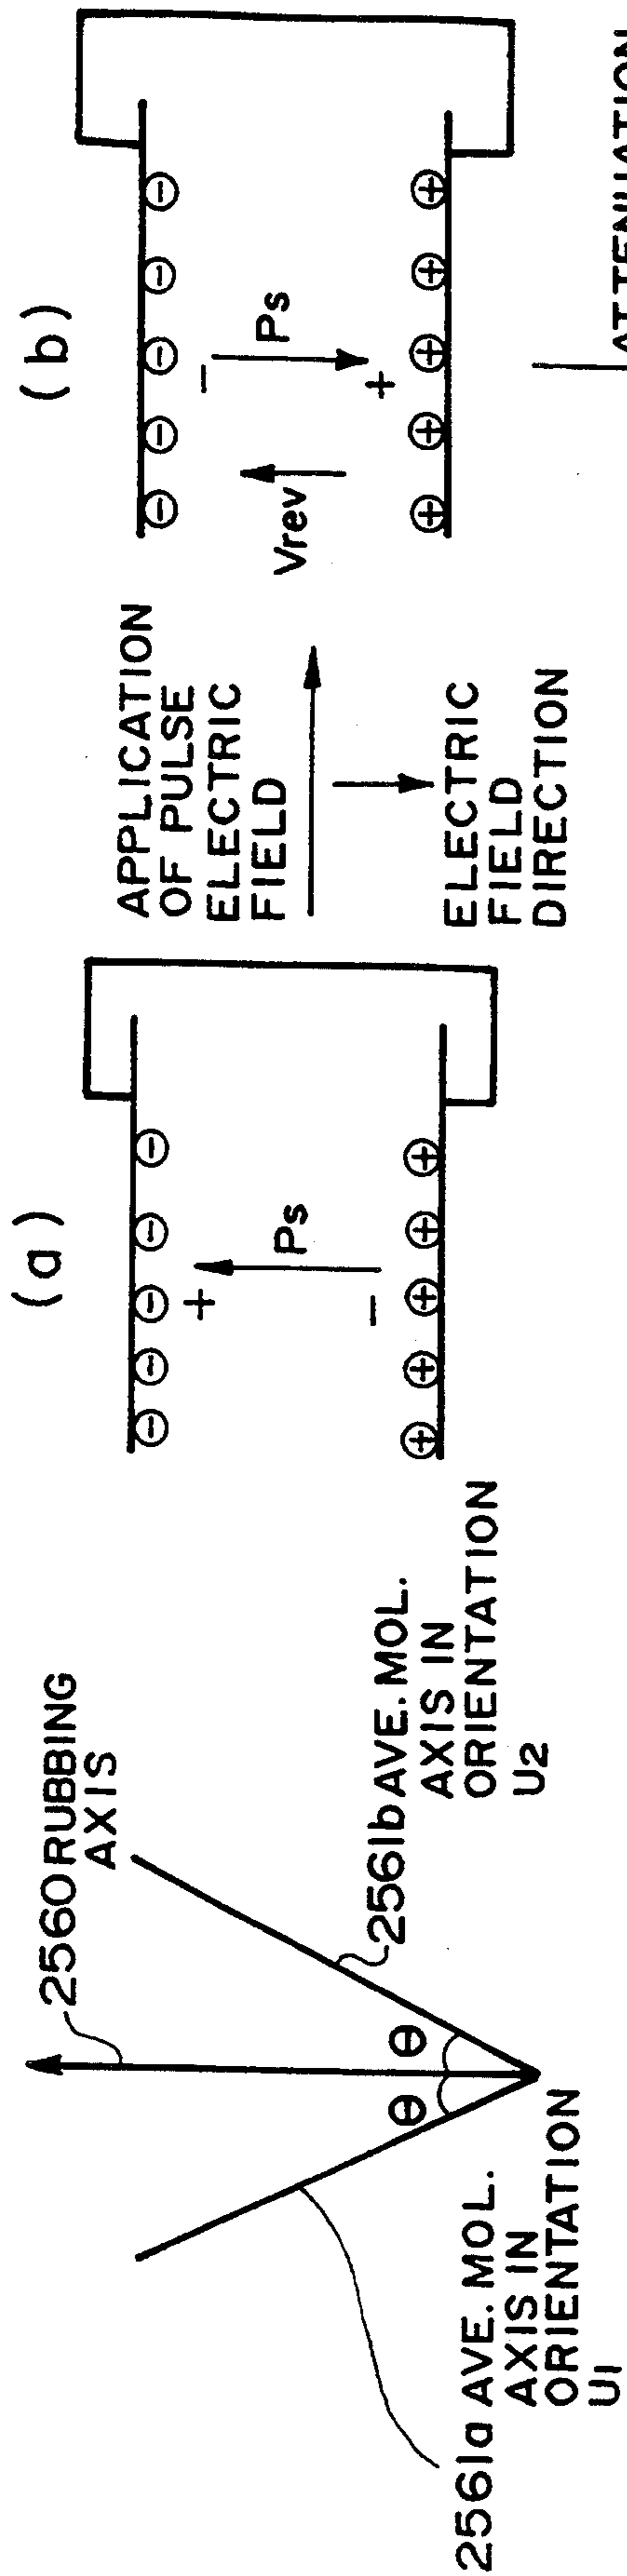 2560 RUBBING
AXIS
θ
θ
2561a AVE. MOL.
AXIS IN
ORIENTATION
U1
2561b AVE. MOL.
AXIS IN
ORIENTATION
U2
(a)
⊖ ⊖ ⊖ ⊖ ⊖
+
Ps
−
⊕ ⊕ ⊕ ⊕ ⊕
APPLICATION
OF PULSE
ELECTRIC
FIELD
ELECTRIC
FIELD
DIRECTION
(b)
⊖ ⊖ ⊖ ⊖ ⊖
−
Vrev
Ps
+
⊕ ⊕ ⊕ ⊕ ⊕
ATTENUATION